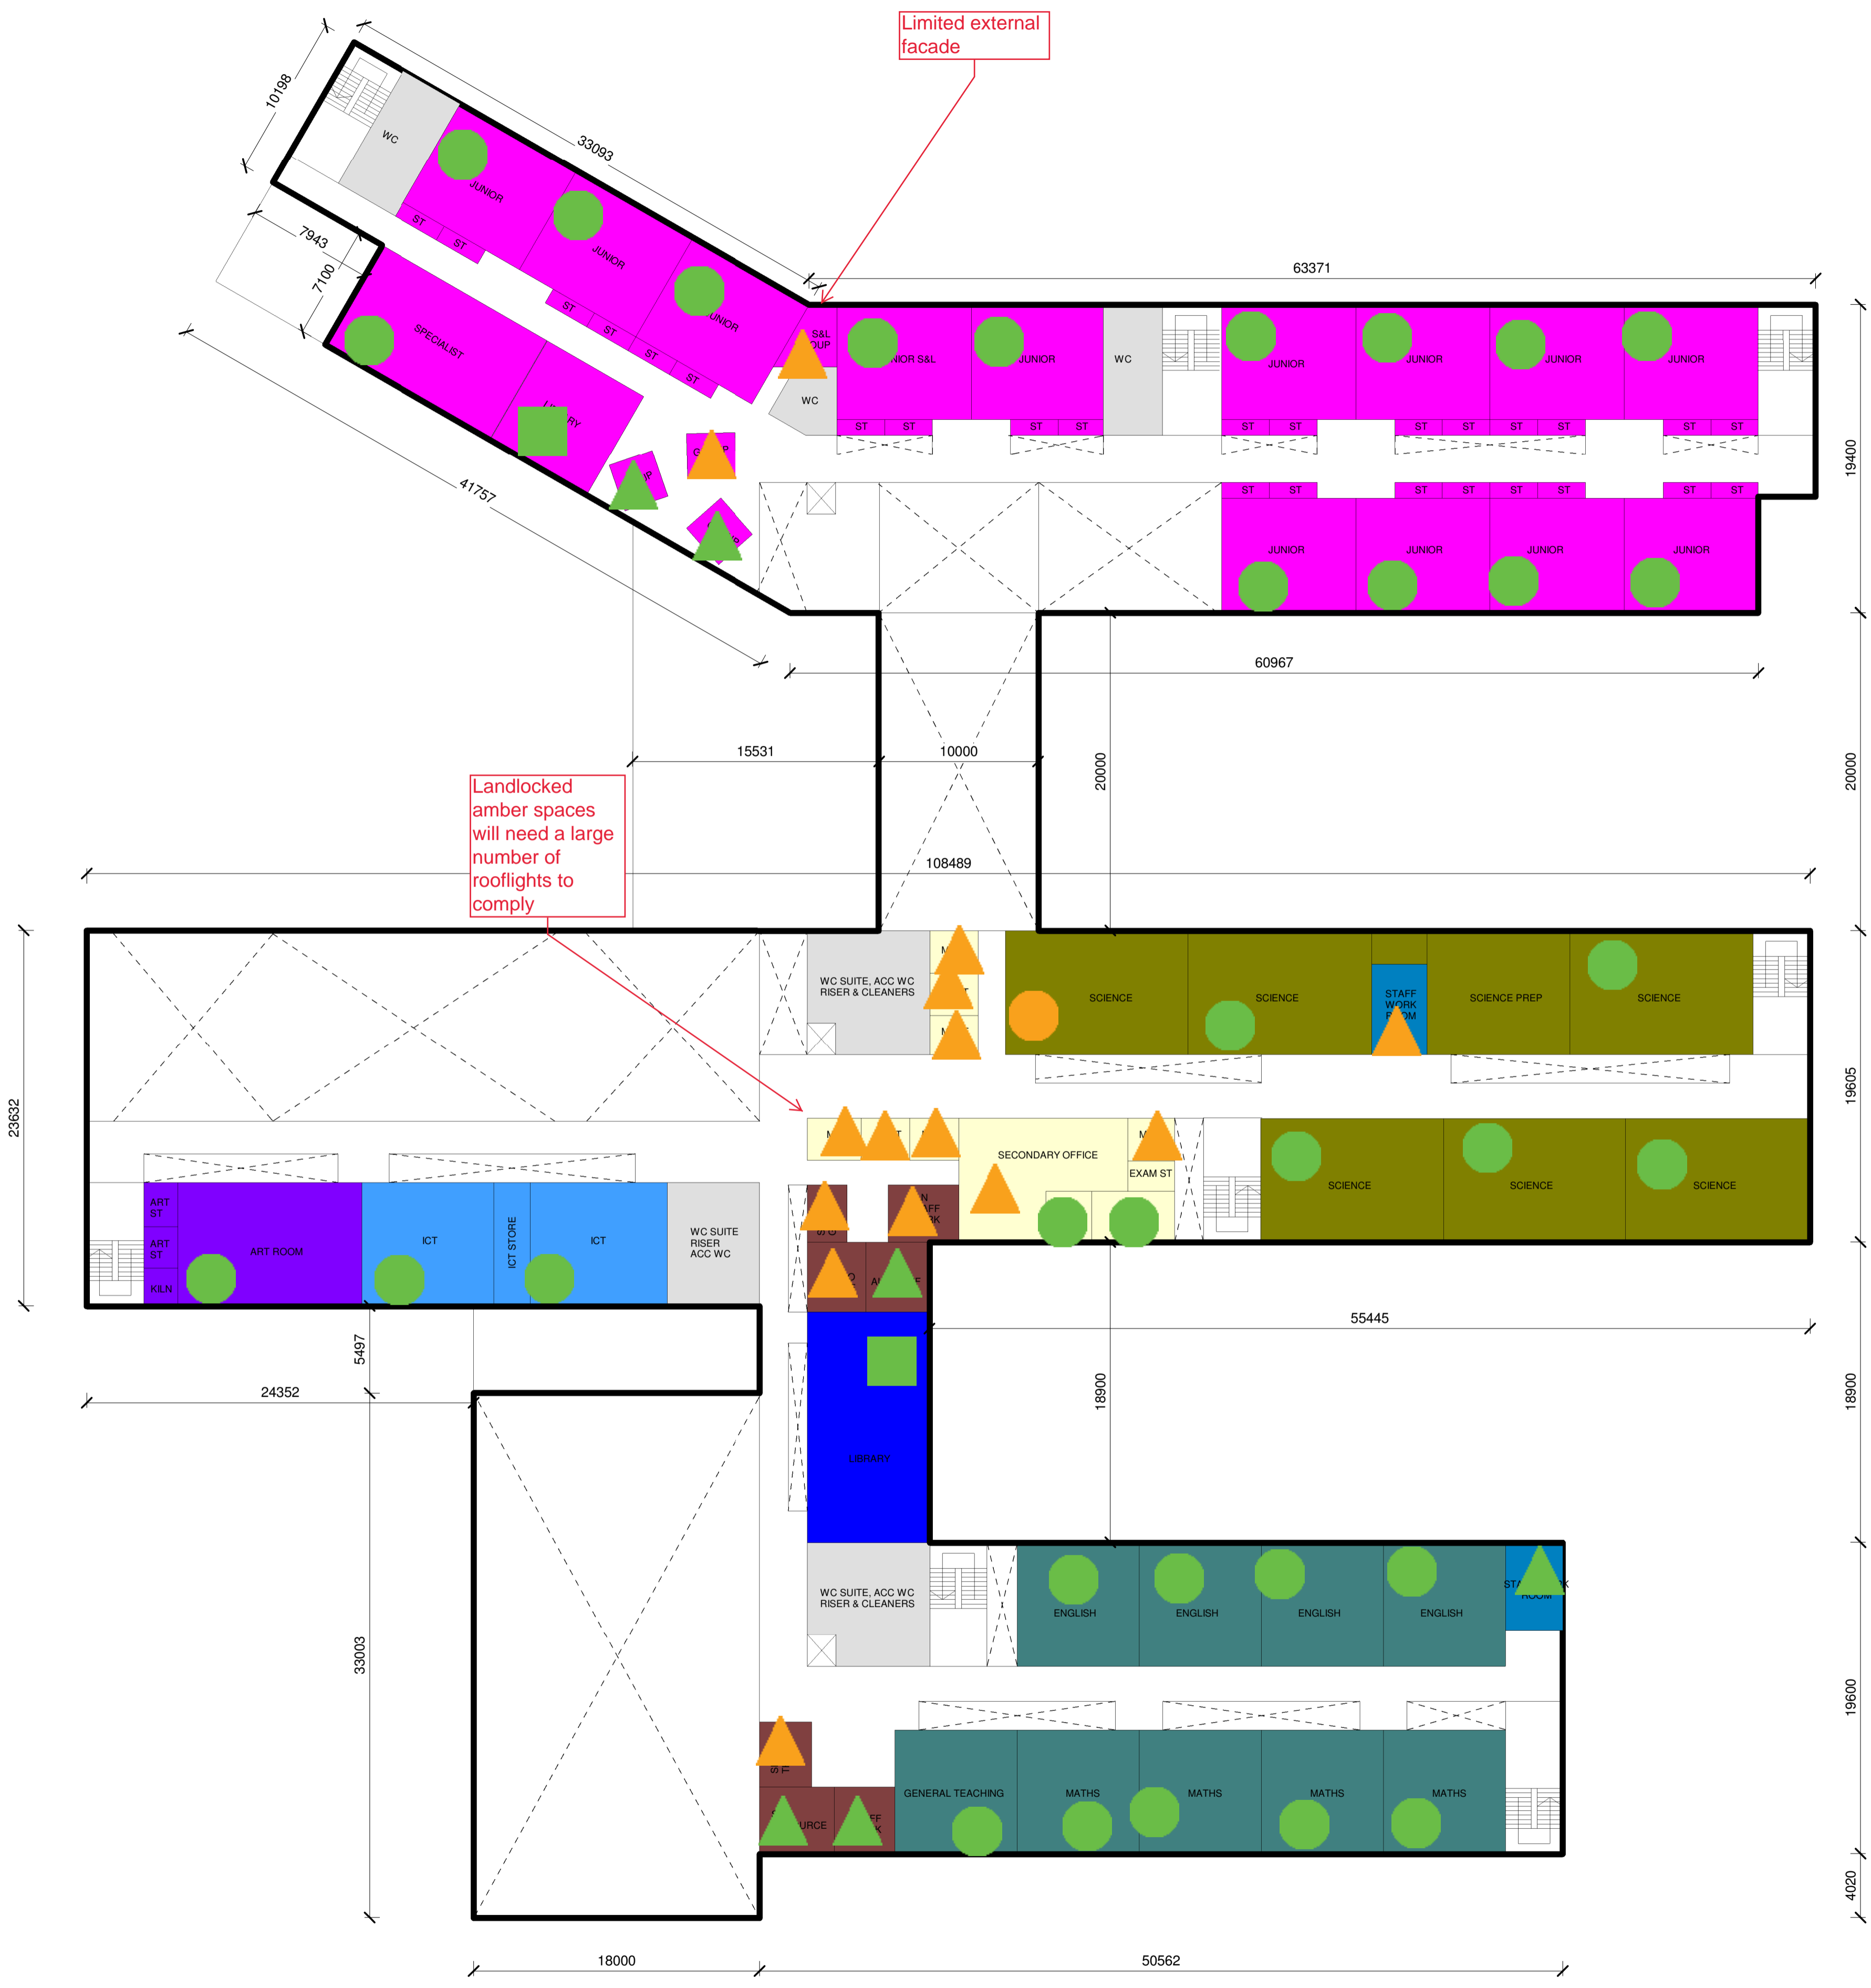 Limited external
facade
10198
33093
WC
JUNIOR
ST
ST
7943
7100
JUNIOR
63371
SPECIALIST
ST
ST
ST
ST
S&L
WC
JUNIOR
WC
JUNIOR
JUNIOR
JUNIOR
JUNIOR
ST
ST
ST
ST
ST
ST
ST
ST
ST
ST
ST
ST
19400
41757
ST
ST
ST
ST
ST
ST
ST
ST
JUNIOR
JUNIOR
JUNIOR
JUNIOR
60967
15531
10000
20000
20000
Landlocked
amber spaces
will need a large
number of
rooflights to
comply
108489
WC SUITE, ACC WC
RISER & CLEANERS
SCIENCE
SCIENCE
STAFF
WORK
SCIENCE PREP
SCIENCE
23632
19605
SECONDARY OFFICE
EXAM ST
SCIENCE
SCIENCE
SCIENCE
ART
ST
ART
ST
KILN
ART ROOM
ICT
ICT STORE
ICT
WC SUITE
RISER
ACC WC
55445
5497
24352
18900
18900
LIBRARY
WC SUITE, ACC WC
RISER & CLEANERS
ENGLISH
ENGLISH
ENGLISH
ENGLISH
ROOM
33003
19600
GENERAL TEACHING
MATHS
MATHS
MATHS
MATHS
4020
18000
50562